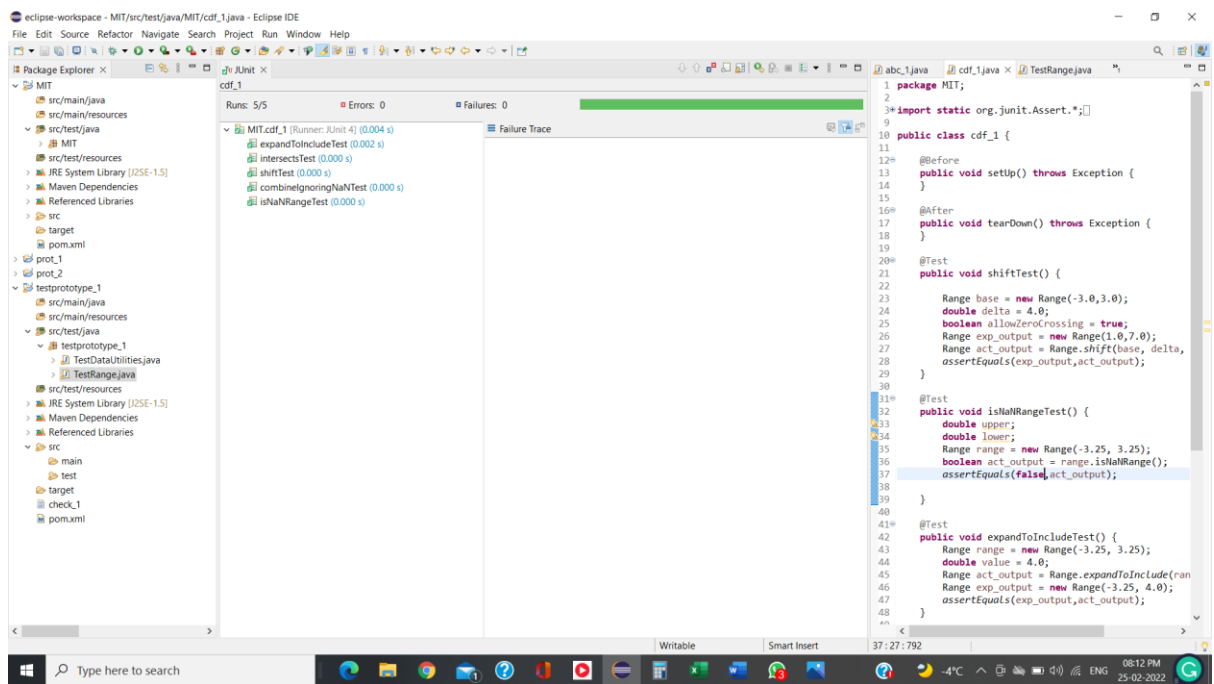 eclipse-workspace - MIT/src/test/java/MIT/cdf_1.java - Eclipse IDE
File Edit Source Refactor Navigate Search Project Run Window Help
Package Explorer
MIT
src/main/java
src/main/resources
src/test/java
MIT
src/test/resources
JRE System Library [J2SE-1.5]
Maven Dependencies
Referenced Libraries
src
target
pom.xml
prot_1
prot_2
testprototype_1
src/main/java
src/main/resources
src/test/java
testprototype_1
TestDataUtilities.java
TestRange.java
src/test/resources
JRE System Library [J2SE-1.5]
Maven Dependencies
Referenced Libraries
src
main
test
target
check_1
pom.xml
JUnit
cdf_1
Runs: 5/5 Errors: 0 Failures: 0
MIT.cdf_1 [Runner: JUnit 4] (0.004 s)
expandToIncludeTest (0.002 s)
intersectsTest (0.000 s)
shiftTest (0.000 s)
combineIgnoringNaNTest (0.000 s)
isNaNRangeTest (0.000 s)
Failure Trace
abc_1.java cdf_1.java TestRange.java
1 package MIT;
2
3 import static org.junit.Assert.*;
9
10 public class cdf_1 {
11
12 @Before
13 public void setUp() throws Exception {
14 }
15
16 @After
17 public void tearDown() throws Exception {
18 }
19
20 @Test
21 public void shiftTest() {
22
23 Range base = new Range(-3.0,3.0);
24 double delta = 4.0;
25 boolean allowZeroCrossing = true;
26 Range exp_output = new Range(1.0,7.0);
27 Range act_output = Range.shift(base, delta,
28 assertEquals(exp_output,act_output);
29 }
30
31 @Test
32 public void isNaNRangeTest() {
33 double upper;
34 double lower;
35 Range range = new Range(-3.25, 3.25);
36 boolean act_output = range.isNaNRange();
37 assertEquals(false,act_output);
38
39 }
40
41 @Test
42 public void expandToIncludeTest() {
43 Range range = new Range(-3.25, 3.25);
44 double value = 4.0;
45 Range act_output = Range.expandToInclude(ran
46 Range exp_output = new Range(-3.25, 4.0);
47 assertEquals(exp_output,act_output);
48 }
Writable Smart Insert 37 : 27 : 792
Type here to search
-4°C ENG
08:12 PM
25-02-2022